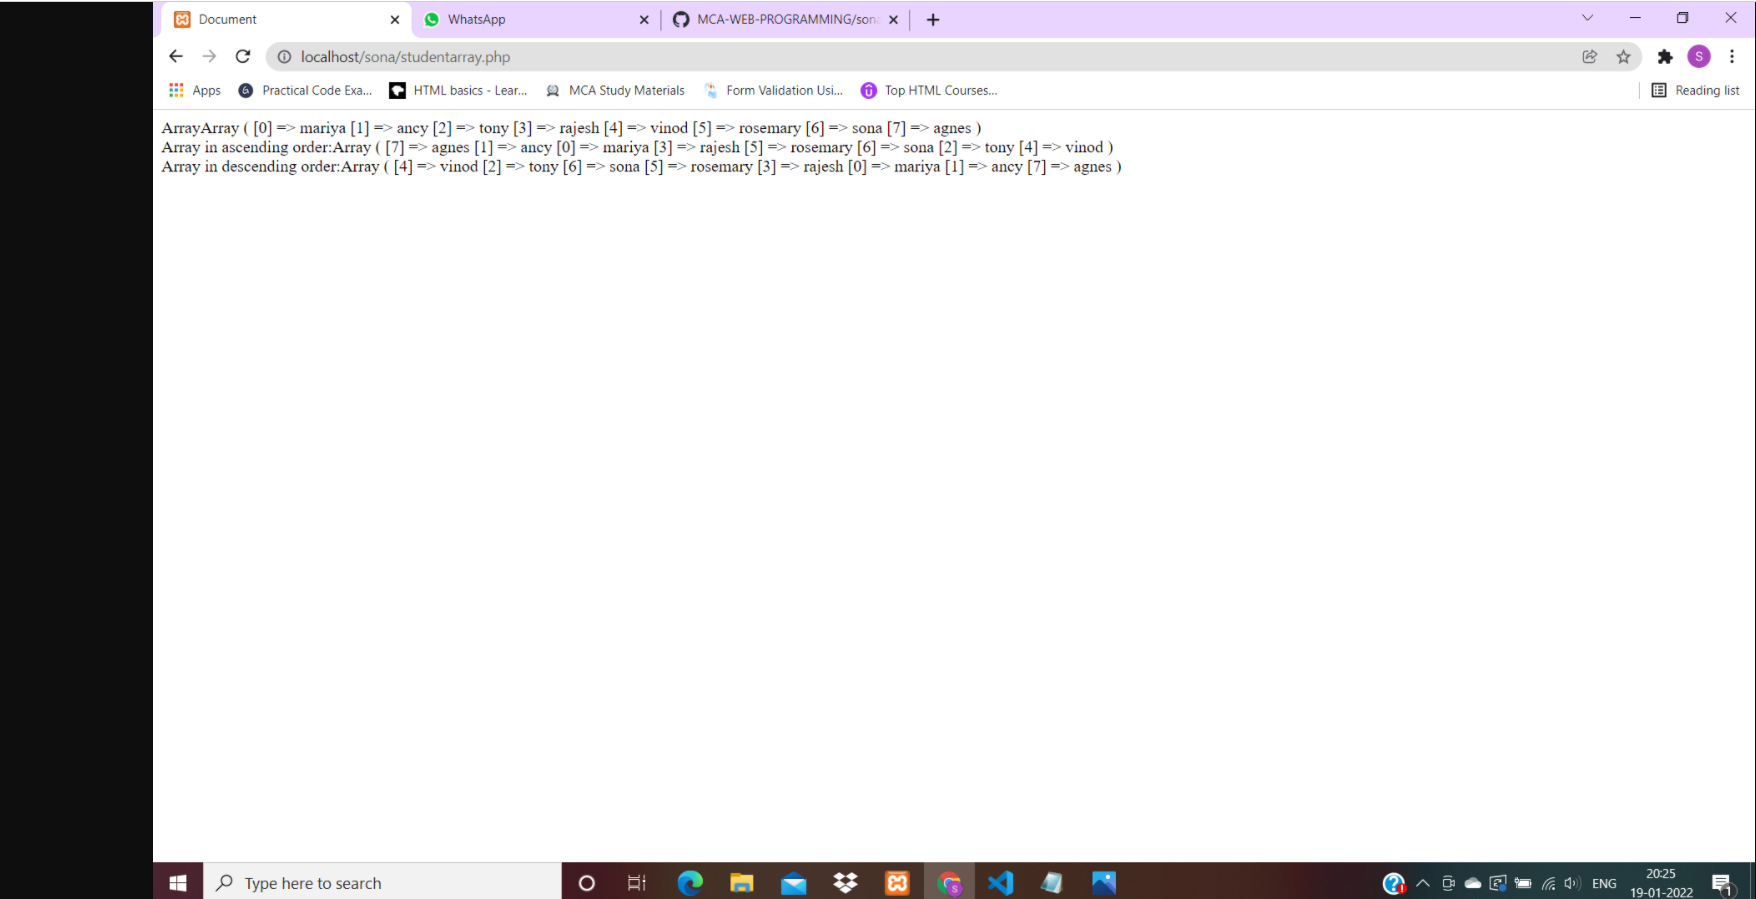 Document
WhatsApp
MCA-WEB-PROGRAMMING/son
localhost/sona/studentarray.php
S
Apps
Practical Code Exa...
HTML basics - Lear...
MCA Study Materials
Form Validation Usi...
Top HTML Courses...
Reading list
ArrayArray ( [0] => mariya [1] => ancy [2] => tony [3] => rajesh [4] => vinod [5] => rosemary [6] => sona [7] => agnes )
Array in ascending order:Array ( [7] => agnes [1] => ancy [0] => mariya [3] => rajesh [5] => rosemary [6] => sona [2] => tony [4] => vinod )
Array in descending order:Array ( [4] => vinod [2] => tony [6] => sona [5] => rosemary [3] => rajesh [0] => mariya [1] => ancy [7] => agnes )
Type here to search
S
ENG
20:25
19-01-2022
1